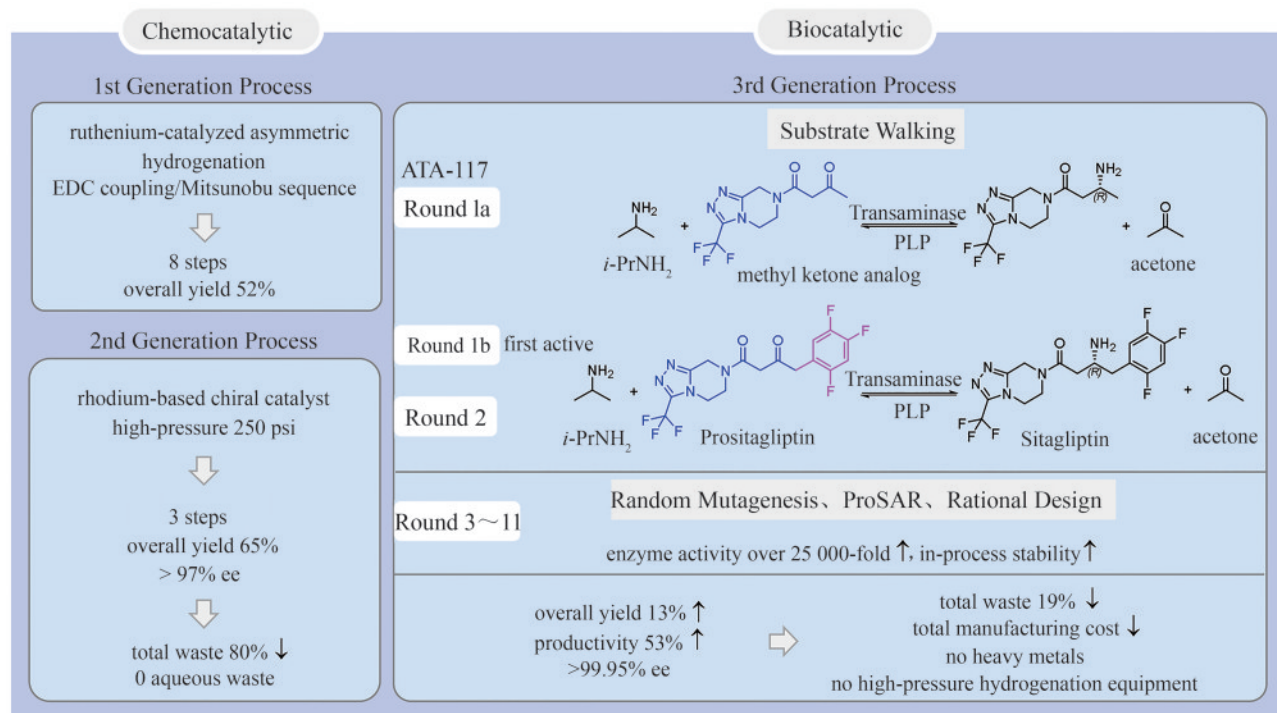 Chemocatalytic
1st Generation Process
ruthenium-catalyzed asymmetric
hydrogenation
EDC coupling/Mitsunobu sequence
8 steps
overall yield 52%
2nd Generation Process
rhodium-based chiral catalyst
high-pressure 250 psi
3 steps
overall yield 65%
> 97% ee
total waste 80% ↓
0 aqueous waste
Biocatalytic
3rd Generation Process
Substrate Walking
ATA-117
Round 1a
NH2
i-PrNH2
+
O
O
N
N
N
N
F
F
F
methyl ketone analog
Transaminase
PLP
O
NH2
(R)
N
N
N
N
F
F
F
+
O
acetone
Round 1b first active
Round 2
NH2
i-PrNH2
+
O
O
N
N
N
N
F
F
F
F
F
F
Prositagliptin
Transaminase
PLP
O
NH2
(R)
N
N
N
N
F
F
F
F
F
F
Sitagliptin
+
O
acetone
Random Mutagenesis、ProSAR、Rational Design
Round 3～11
enzyme activity over 25 000-fold ↑, in-process stability ↑
overall yield 13% ↑
productivity 53% ↑
>99.95% ee
total waste 19% ↓
total manufacturing cost ↓
no heavy metals
no high-pressure hydrogenation equipment